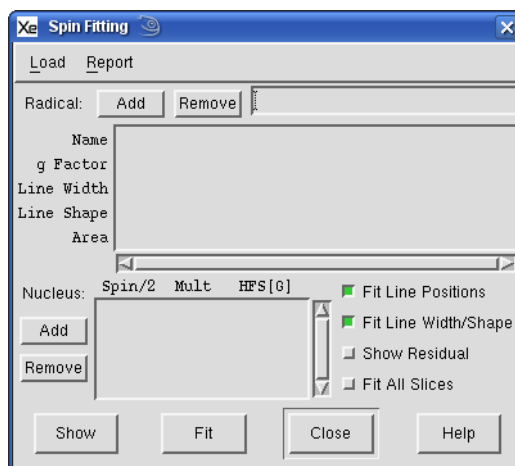 Xe Spin Fitting
Load Report
Radical: Add Remove
Name
g Factor
Line Width
Line Shape
Area
Nucleus: Spin/2 Mult HFS[G]
Add
Remove
Fit Line Positions
Fit Line Width/Shape
Show Residual
Fit All Slices
Show Fit Close Help